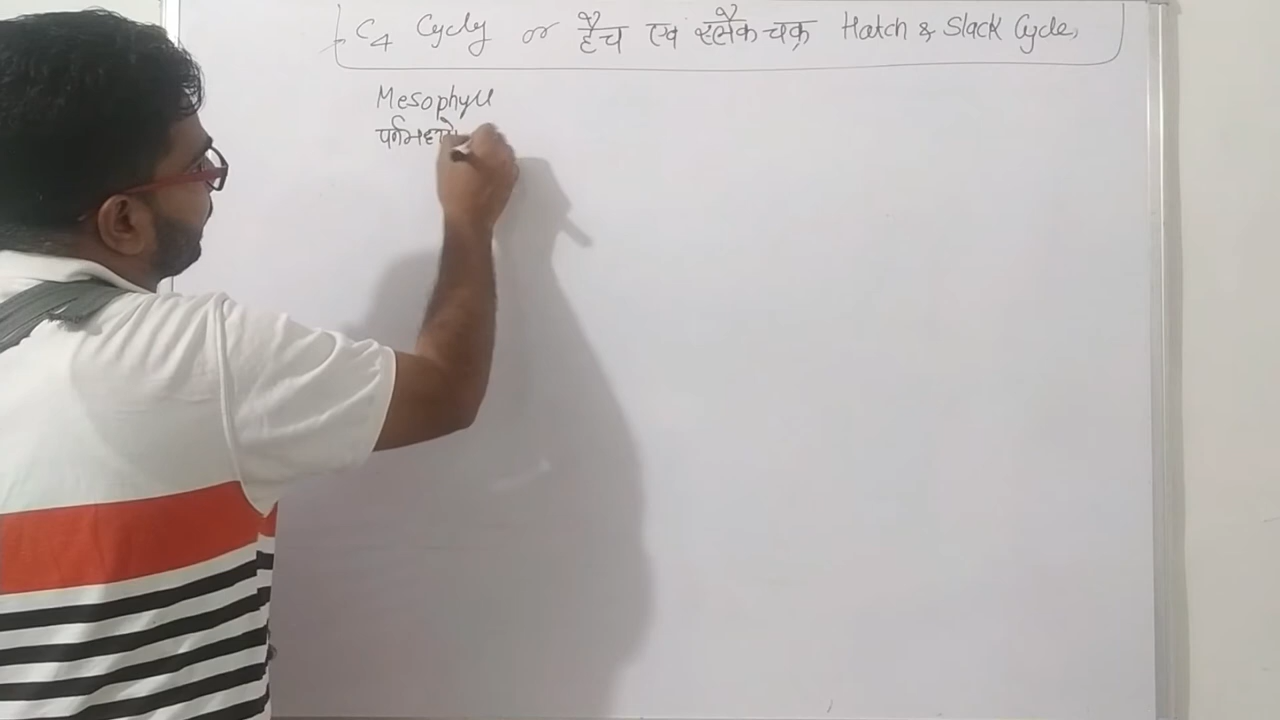 C4 Cycly or हैच एवं स्लैक चक्र Hatch & Slack Cycle,
Mesophyll